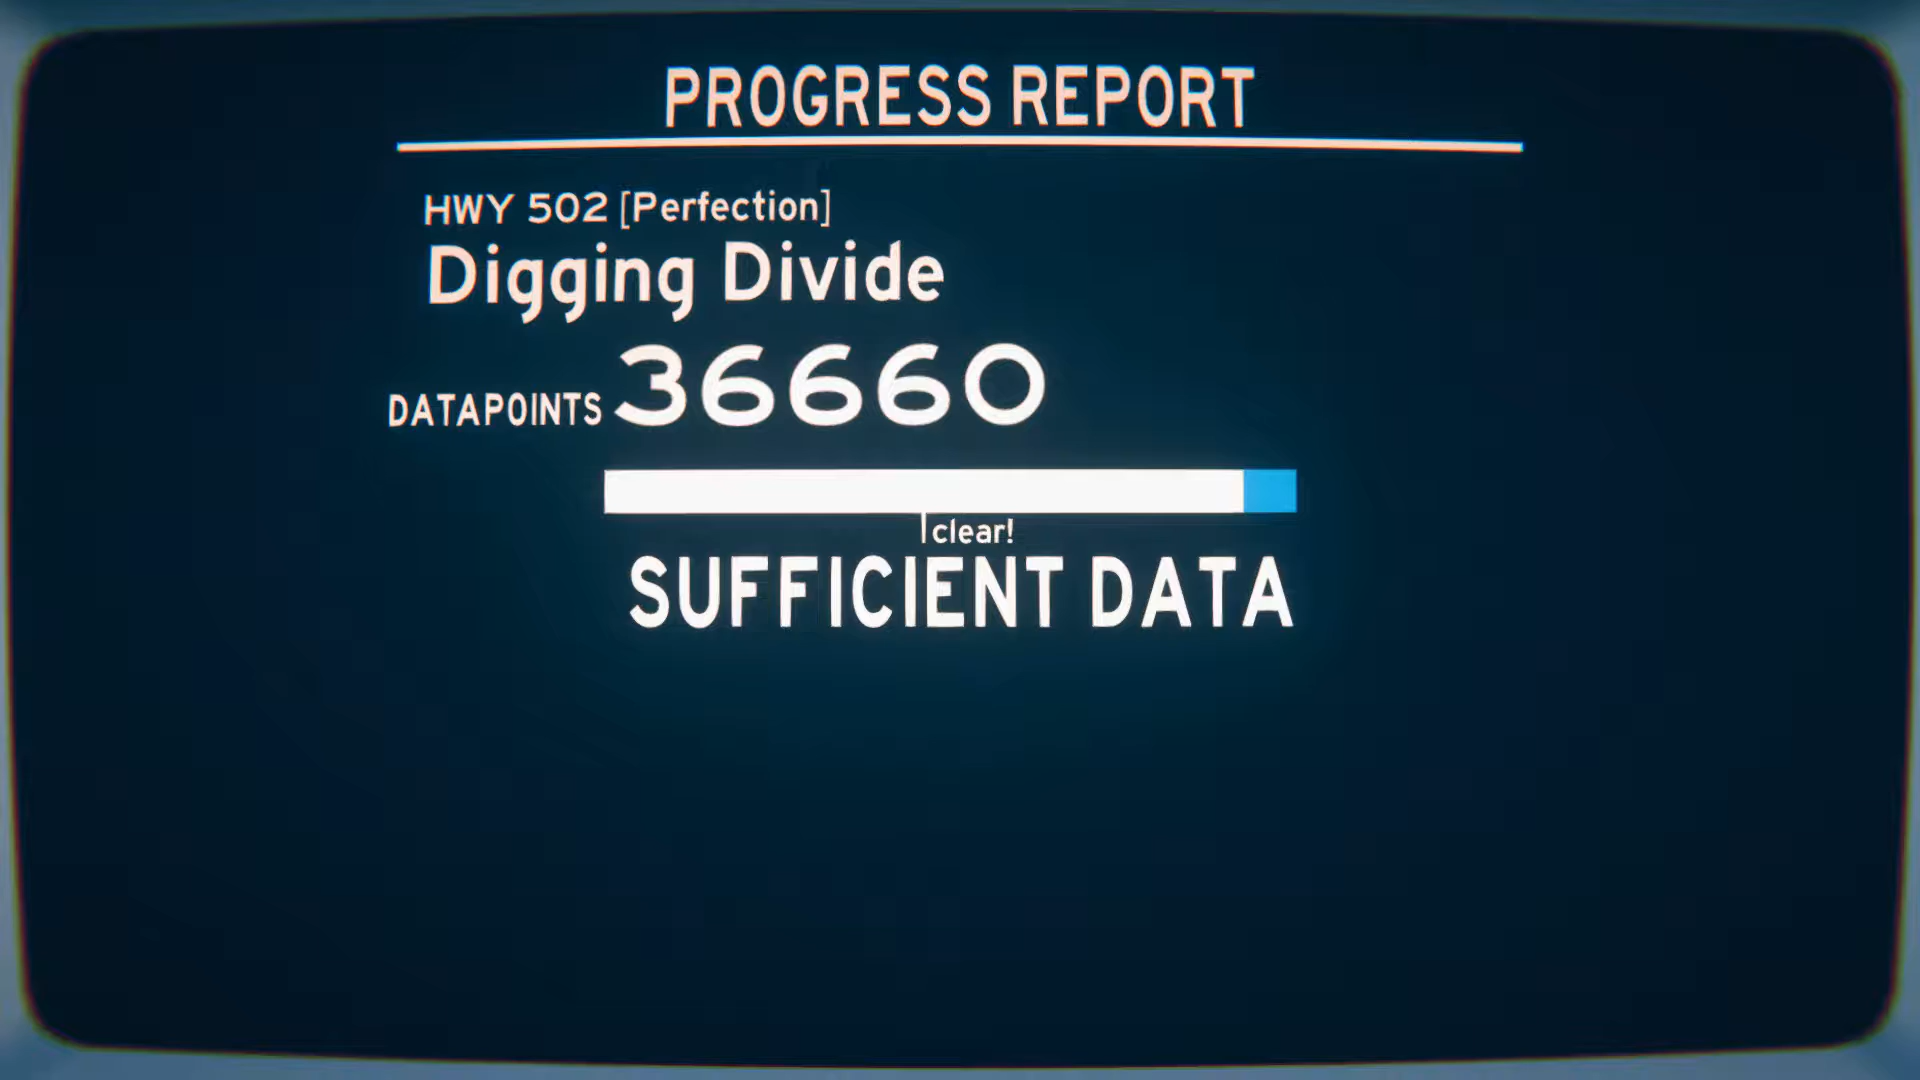 PROGRESS REPORT
HWY 502 [Perfection]
Digging Divide
DATAPOINTS 36660
clear!
SUFFICIENT DATA